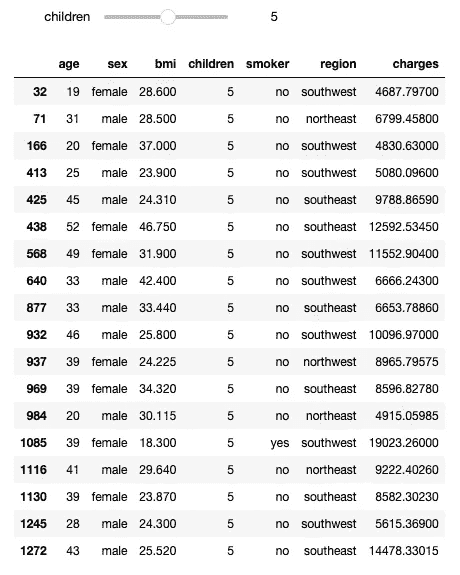 children 5
age sex bmi children smoker region charges
32 19 female 28.600 5 no southwest 4687.79700
71 31 male 28.500 5 no northeast 6799.45800
166 20 female 37.000 5 no southwest 4830.63000
413 25 male 23.900 5 no southwest 5080.09600
425 45 male 24.310 5 no southeast 9788.86590
438 52 female 46.750 5 no southeast 12592.53450
568 49 female 31.900 5 no southwest 11552.90400
640 33 male 42.400 5 no southwest 6666.24300
877 33 male 33.440 5 no southeast 6653.78860
932 46 male 25.800 5 no southwest 10096.97000
937 39 female 24.225 5 no northwest 8965.79575
969 39 female 34.320 5 no southeast 8596.82780
984 20 male 30.115 5 no northeast 4915.05985
1085 39 female 18.300 5 yes southwest 19023.26000
1116 41 male 29.640 5 no northeast 9222.40260
1130 39 female 23.870 5 no southeast 8582.30230
1245 28 male 24.300 5 no southwest 5615.36900
1272 43 male 25.520 5 no southeast 14478.33015